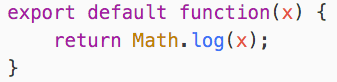 export default function(x) {
    return Math.log(x);
}